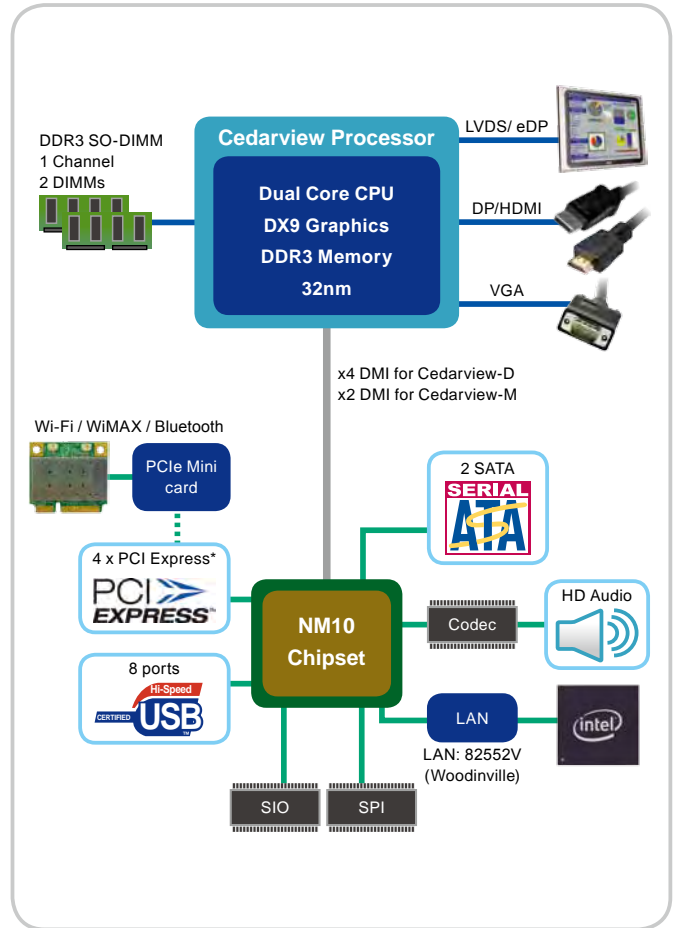 DDR3 SO-DIMM
1 Channel
2 DIMMs
Cedarview Processor
Dual Core CPU
DX9 Graphics
DDR3 Memory
32nm
LVDS/ eDP
DP/HDMI
VGA
x4 DMI for Cedarview-D
x2 DMI for Cedarview-M
Wi-Fi / WiMAX / Bluetooth
PCIe Mini
card
4 x PCI Express*
PCI
EXPRESS™
8 ports
Hi-Speed
CERTIFIED
USB
TM
NM10
Chipset
2 SATA
SERIAL
ATA
Codec
HD Audio
LAN
LAN: 82552V
(Woodinville)
intel
SIO
SPI